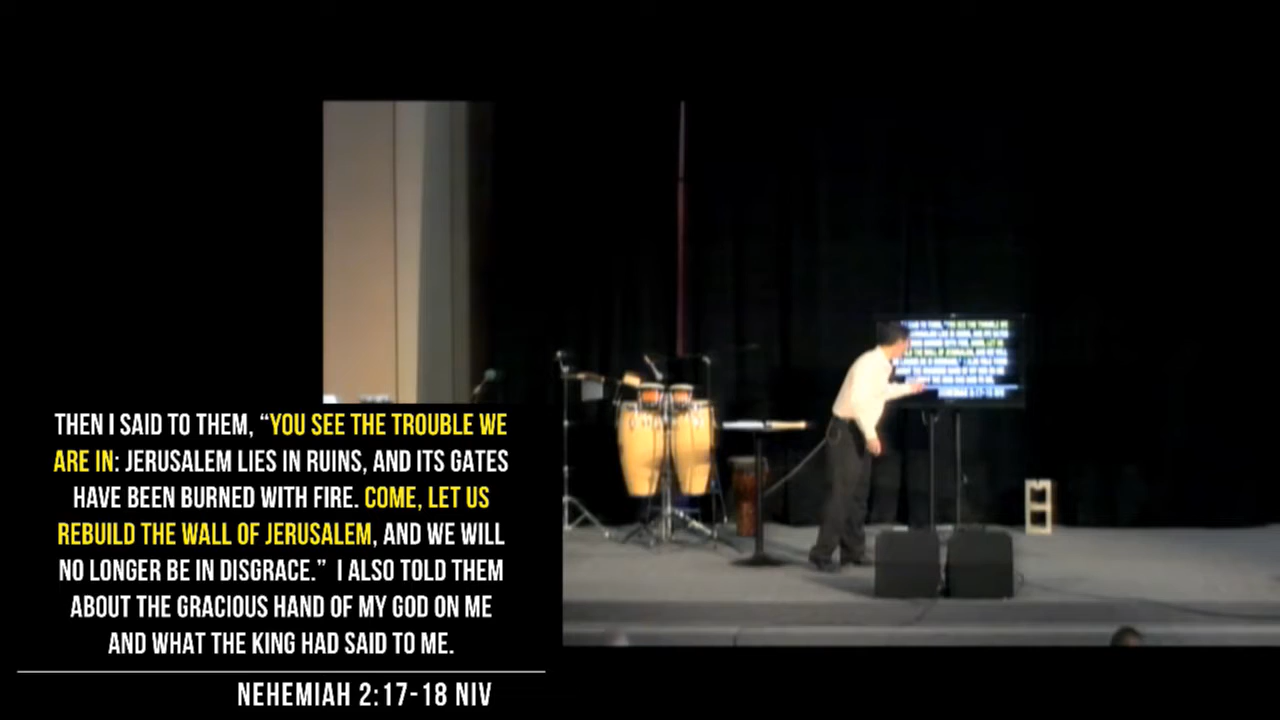 THEN I SAID TO THEM, “YOU SEE THE TROUBLE WE
ARE IN: JERUSALEM LIES IN RUINS, AND ITS GATES
HAVE BEEN BURNED WITH FIRE. COME, LET US
REBUILD THE WALL OF JERUSALEM, AND WE WILL
NO LONGER BE IN DISGRACE.” I ALSO TOLD THEM
ABOUT THE GRACIOUS HAND OF MY GOD ON ME
AND WHAT THE KING HAD SAID TO ME.
NEHEMIAH 2:17-18 NIV